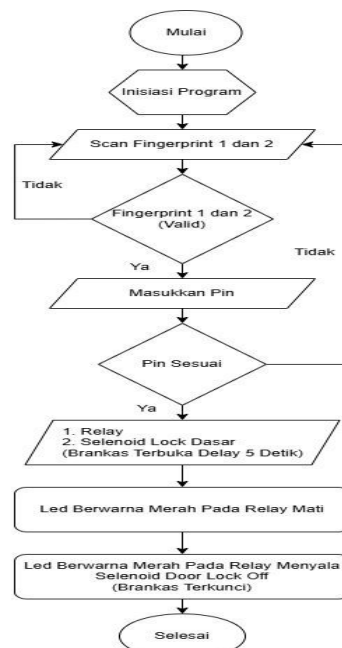 Mulai
Inisiasi Program
Scan Fingerprint 1 dan 2
Tidak
Fingerprint 1 dan 2
(Valid)
Tidak
Ya
Masukkan Pin
Pin Sesuai
Ya
1. Relay
2. Selenoid Lock Dasar
(Brankas Terbuka Delay 5 Detik)
Led Berwarna Merah Pada Relay Mati
Led Berwarna Merah Pada Relay Menyala
Selenoid Door Lock Off
(Brankas Terkunci)
Selesai